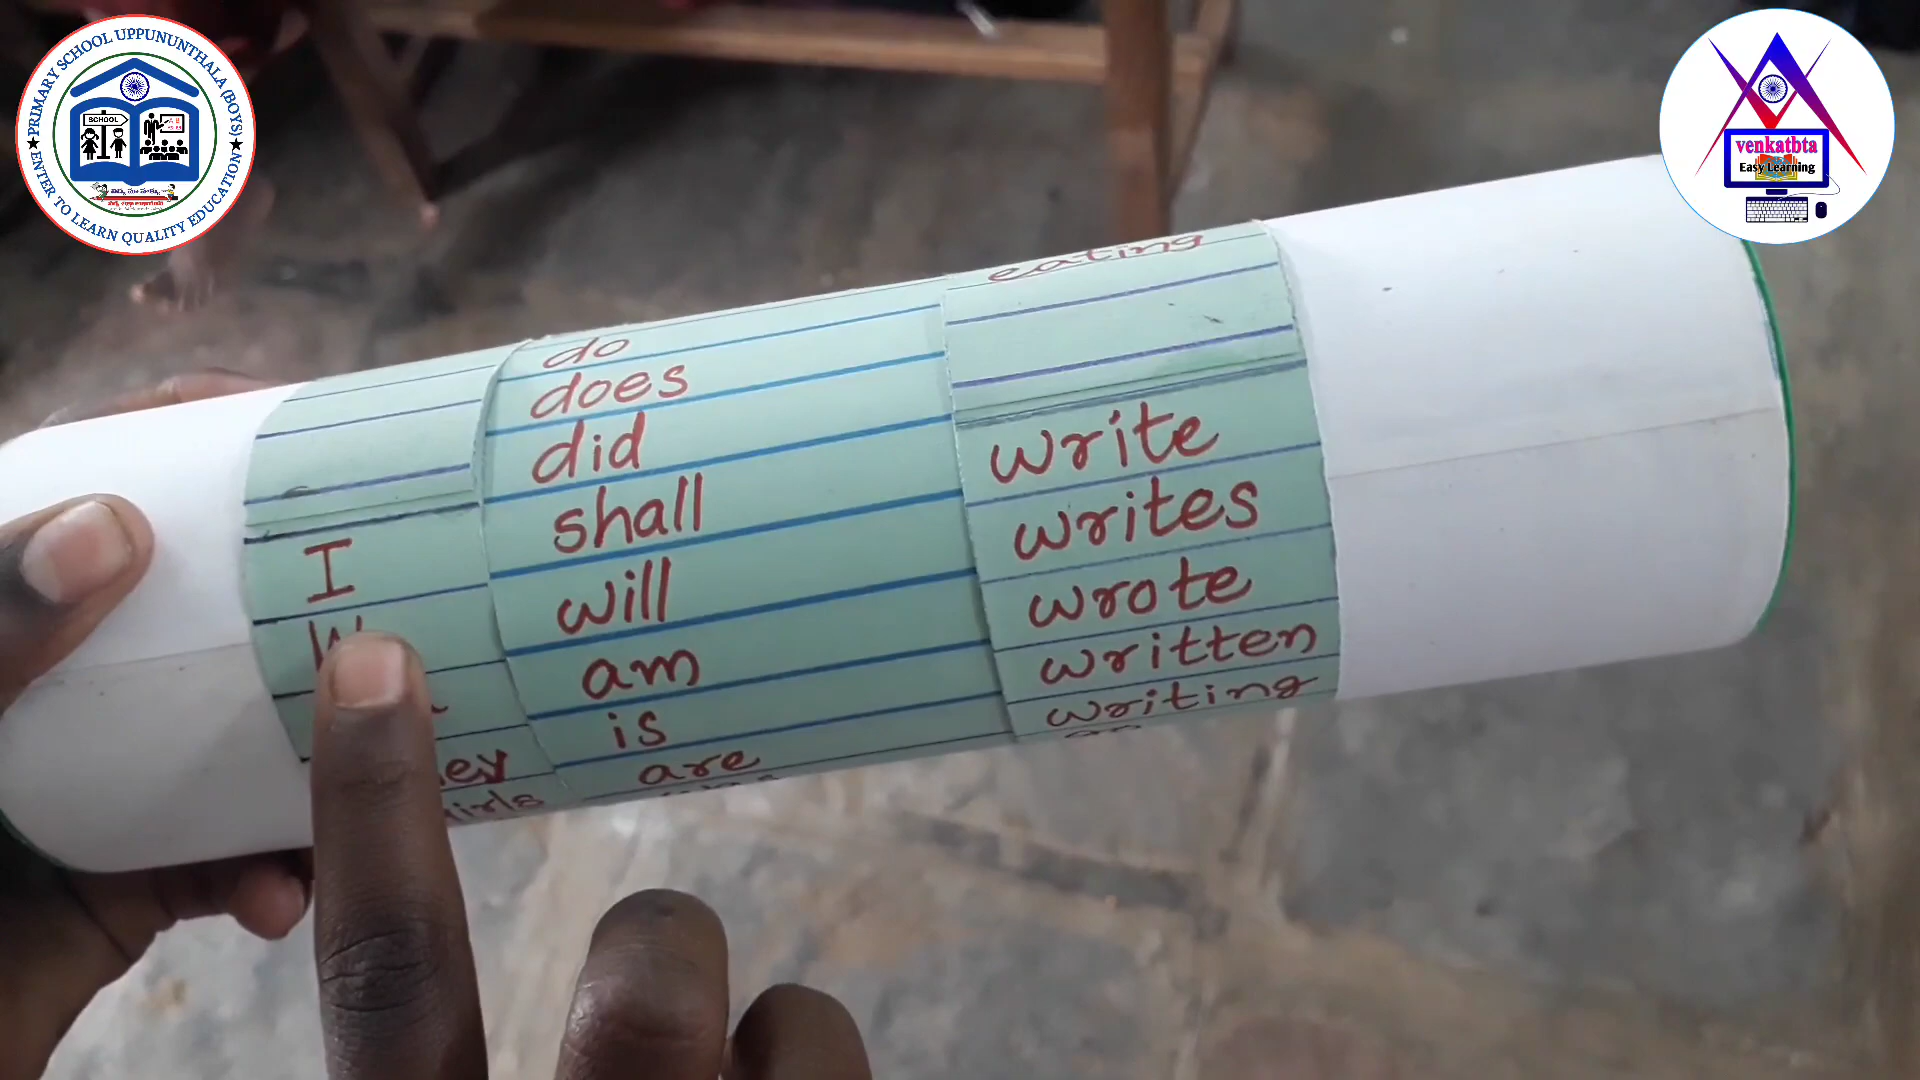 PRIMARY SCHOOL UPPUNUNTHALA (BOYS)
ENTER TO LEARN QUALITY EDUCATION
SCHOOL
venkatbta
Easy Learning
I
do
does
did
shall
will
am
is
are
eating
write
writes
wrote
written
writing